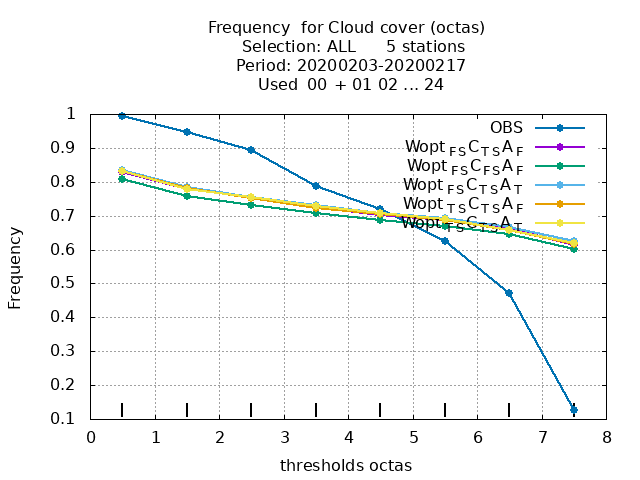 Frequency for Cloud cover (octas)
Selection: ALL 5 stations
Period: 20200203-20200217
Used 00 + 01 02 ... 24
OBS
Wopt FS C TS A F
Wopt FS C FS A F
Wopt FS C TS A T
Wopt TS C TS A F
Wopt TS C TS A T
1
0.9
0.8
0.7
0.6
0.5
0.4
0.3
0.2
0.1
Frequency
0 1 2 3 4 5 6 7 8
thresholds octas